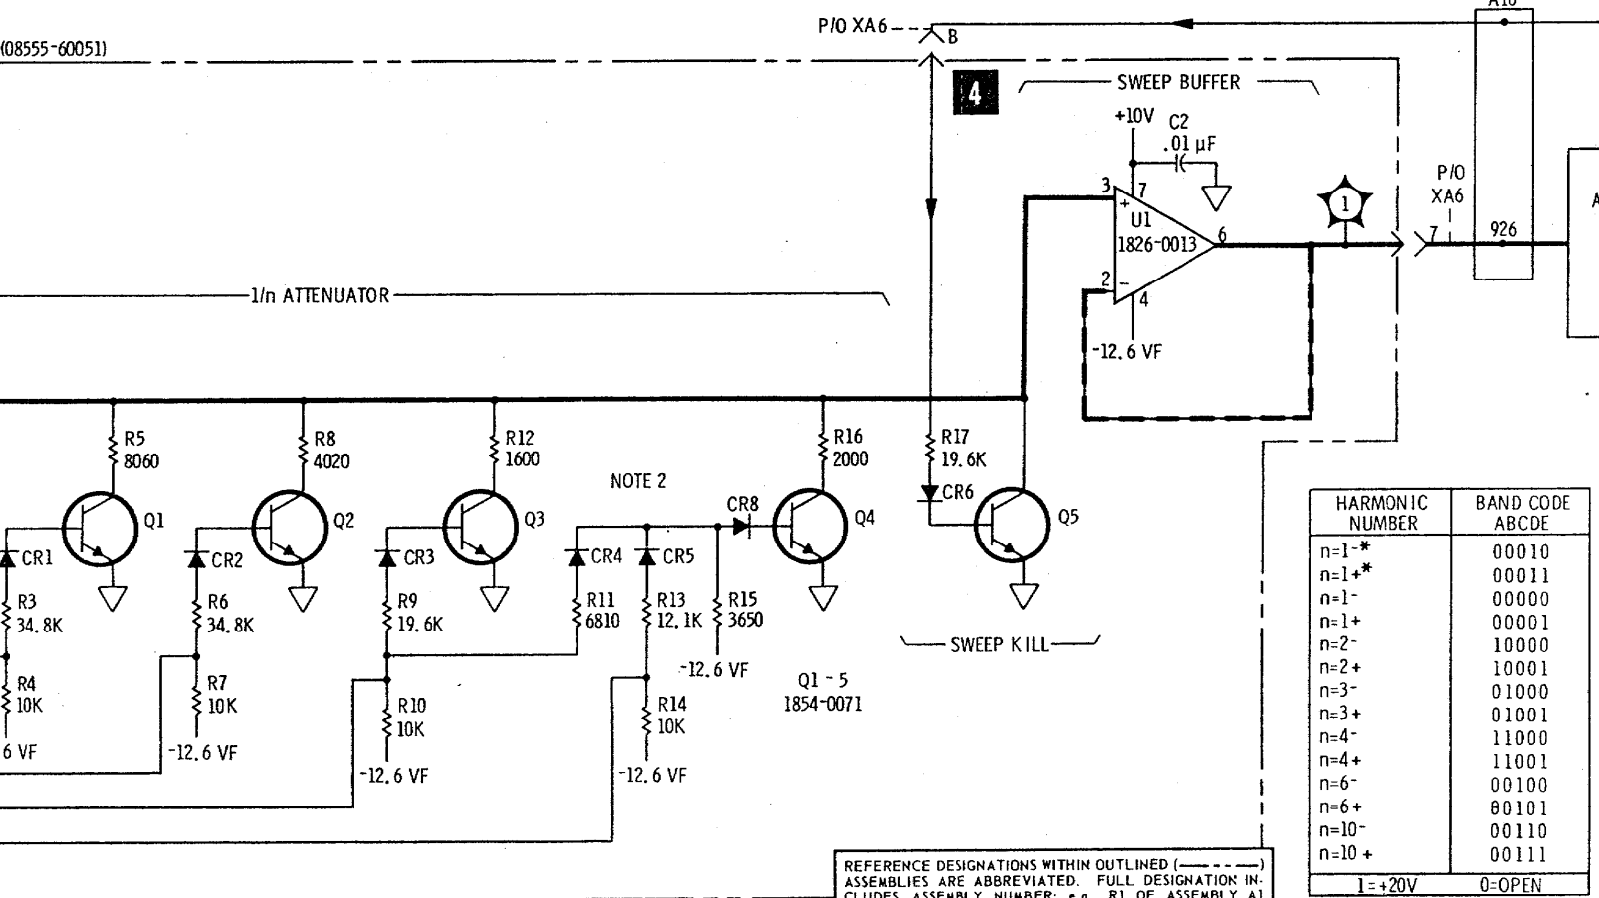 A10
P/O XA6
B
(08555-60051)
4
SWEEP BUFFER
+10V
C2
.01 µF
3
7
+
U1
1826-0013
6
2
-
4
-12.6 VF
1
P/O
XA6
7
926
A
1/n ATTENUATOR
R5
8060
R8
4020
R12
1600
R16
2000
R17
19.6K
NOTE 2
CR8
CR6
Q1
Q2
Q3
Q4
Q5
CR1
CR2
CR3
CR4
CR5
R3
34.8K
R6
34.8K
R9
19.6K
R11
6810
R13
12.1K
R15
3650
-12.6 VF
SWEEP KILL
R4
10K
R7
10K
R10
10K
R14
10K
Q1 - 5
1854-0071
6 VF
-12.6 VF
-12.6 VF
-12.6 VF
HARMONIC NUMBER
BAND CODE ABCDE
n=1-* 00010
n=1+* 00011
n=1- 00000
n=1+ 00001
n=2- 10000
n=2+ 10001
n=3- 01000
n=3+ 01001
n=4- 11000
n=4+ 11001
n=6- 00100
n=6+ 00101
n=10- 00110
n=10+ 00111
1=+20V 0=OPEN
REFERENCE DESIGNATIONS WITHIN OUTLINED (— - - —)
ASSEMBLIES ARE ABBREVIATED. FULL DESIGNATION IN-
CLUDES ASSEMBLY NUMBER; e.g. R1 OF ASSEMBLY A1